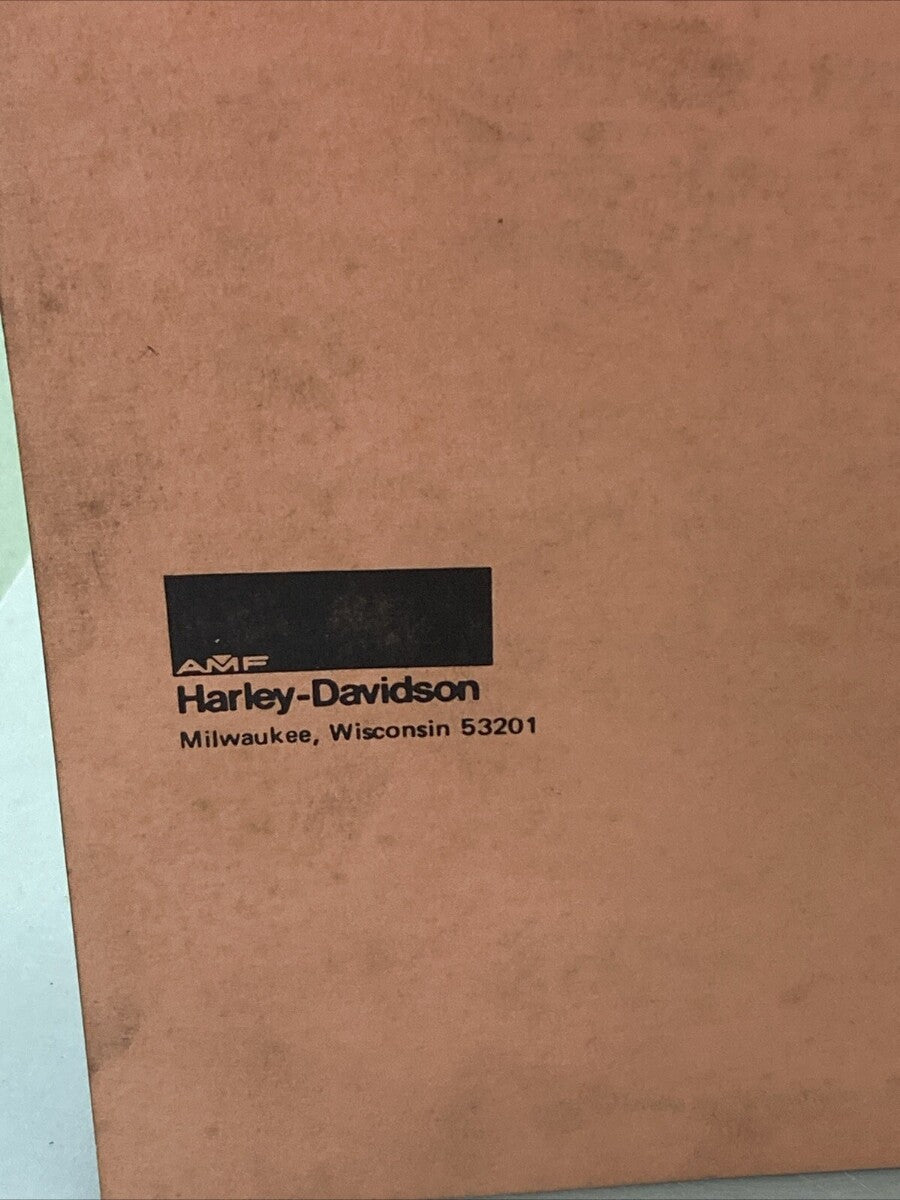 AMF
Harley-Davidson
Milwaukee, Wisconsin 53201